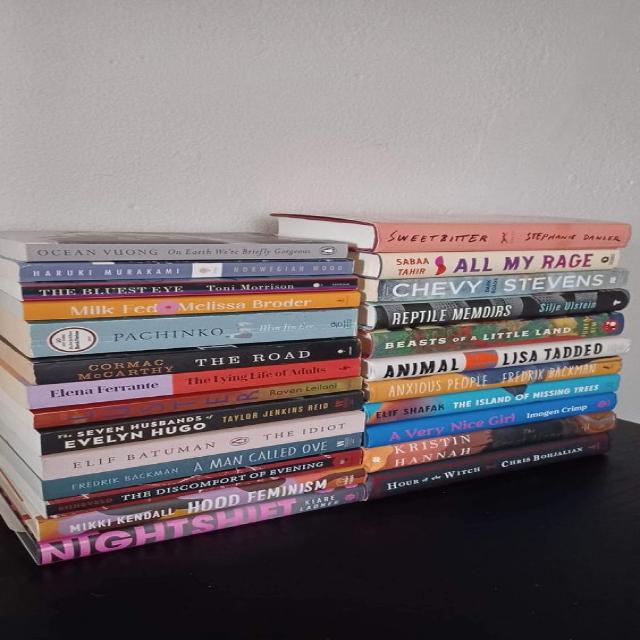 OCEAN VUONG On Earth We're Briefly Gorgeous
HARUKI MURAKAMI NORWEGIAN WOOD
THE BLUEST EYE Toni Morrison
Milk Fed Melissa Broder
PACHINKO Min Jin Lee
CORMAC
McCARTHY THE ROAD
Elena Ferrante The Lying Life of Adults
Raven Leilani
THE SEVEN HUSBANDS OF
EVELYN HUGO TAYLOR JENKINS REID
ELIF BATUMAN THE IDIOT
FREDRIK BACKMAN A MAN CALLED OVE
RIJNEVELD THE DISCOMFORT OF EVENING
MIKKI KENDALL HOOD FEMINISM
NIGHTSHIFT KIARE
LADNER
SWEETBITTER STEPHANIE DANLER
SABAA
TAHIR ALL MY RAGE
CHEVY STEVENS
REPTILE MEMOIRS Silje Ulstein
BEASTS OF A LITTLE LAND
ANIMAL LISA TADDEO
ANXIOUS PEOPLE FREDRIK BACKMAN
ELIF SHAFAK THE ISLAND OF MISSING TREES
A Very Nice Girl Imogen Crimp
KRISTIN
HANNAH
HOUR of the WITCH CHRIS BOHJALIAN